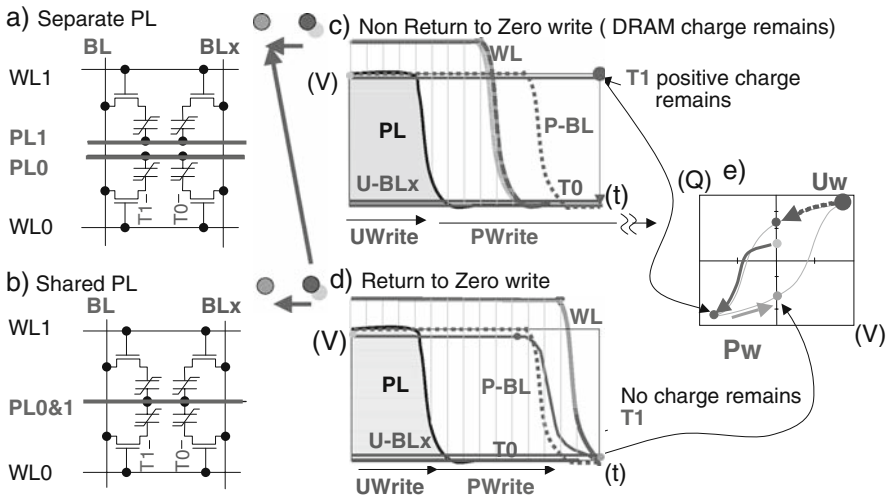 a) Separate PL
BL
BLx
WL1
PL1
PL0
T1
T0
WL0
b) Shared PL
BL
BLx
WL1
PL0&1
T1
T0
WL0
c) Non Return to Zero write ( DRAM charge remains)
WL
(V)
PL
P-BL
U-BLx
T0
(t)
UWrite
PWrite
T1 positive charge
remains
d) Return to Zero write
WL
(V)
PL
P-BL
U-BLx
T0
(t)
UWrite
PWrite
No charge remains
T1
(Q)
e)
Uw
Pw
(V)